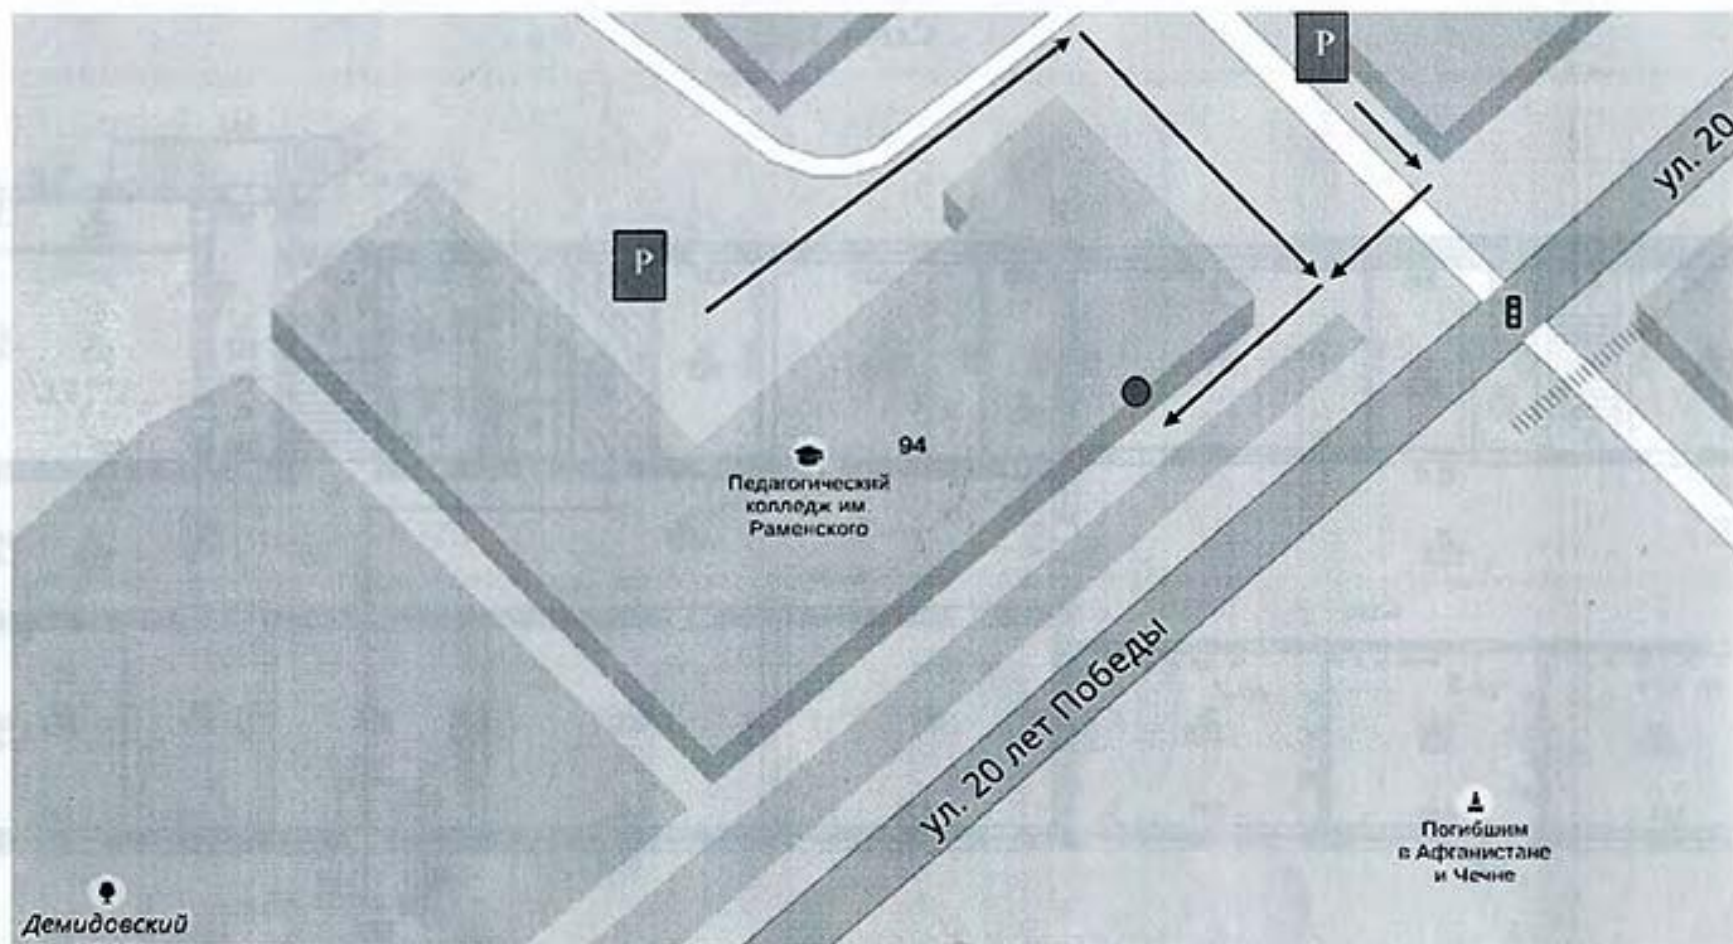 P
ул. 20
P
94
Педагогический
колледж им
Раменского
ул. 20 лет Победы
Погибшим
в Афганистане
и Чечне
Демидовский